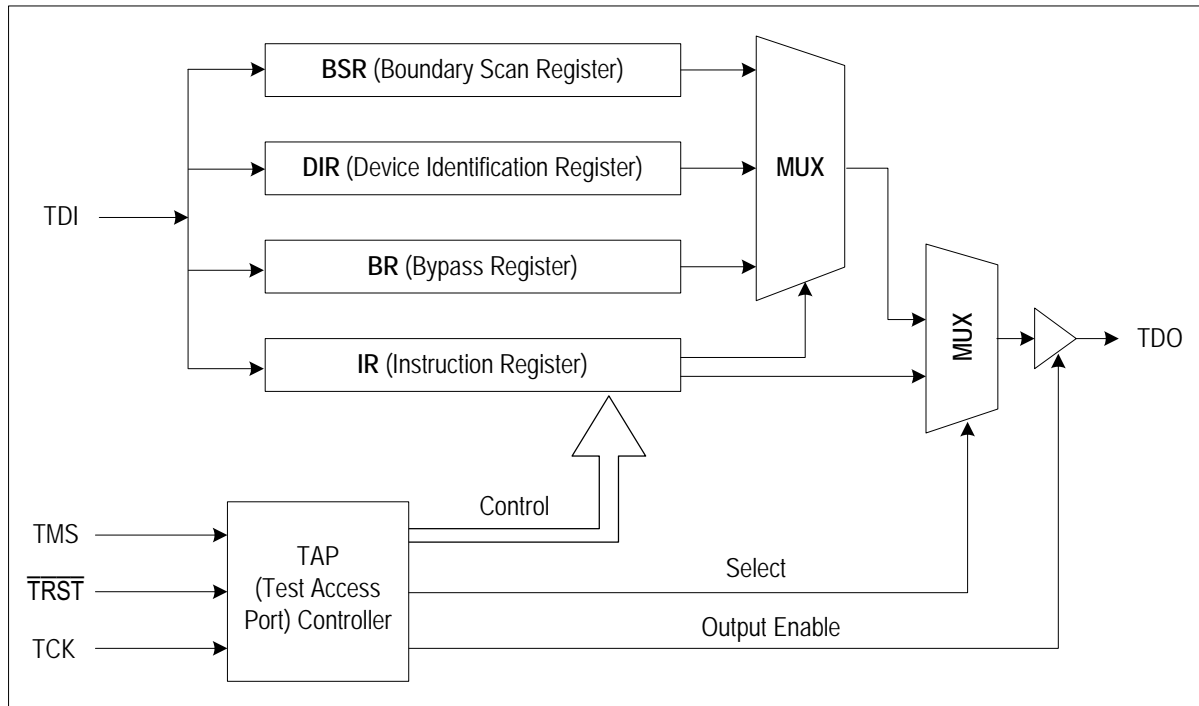 BSR (Boundary Scan Register)
DIR (Device Identification Register)
MUX
TDI
BR (Bypass Register)
MUX
TDO
IR (Instruction Register)
Control
TMS
TAP
(Test Access
Port) Controller
TRST
Select
TCK
Output Enable